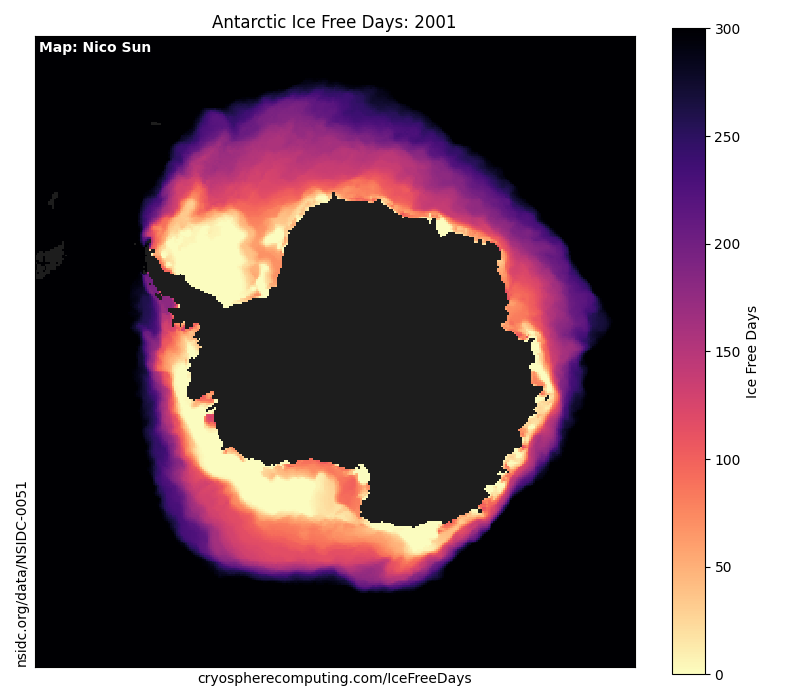 Antarctic Ice Free Days: 2001
Map: Nico Sun
300
250
200
150
100
50
0
Ice Free Days
nsidc.org/data/NSIDC-0051
cryospherecomputing.com/IceFreeDays